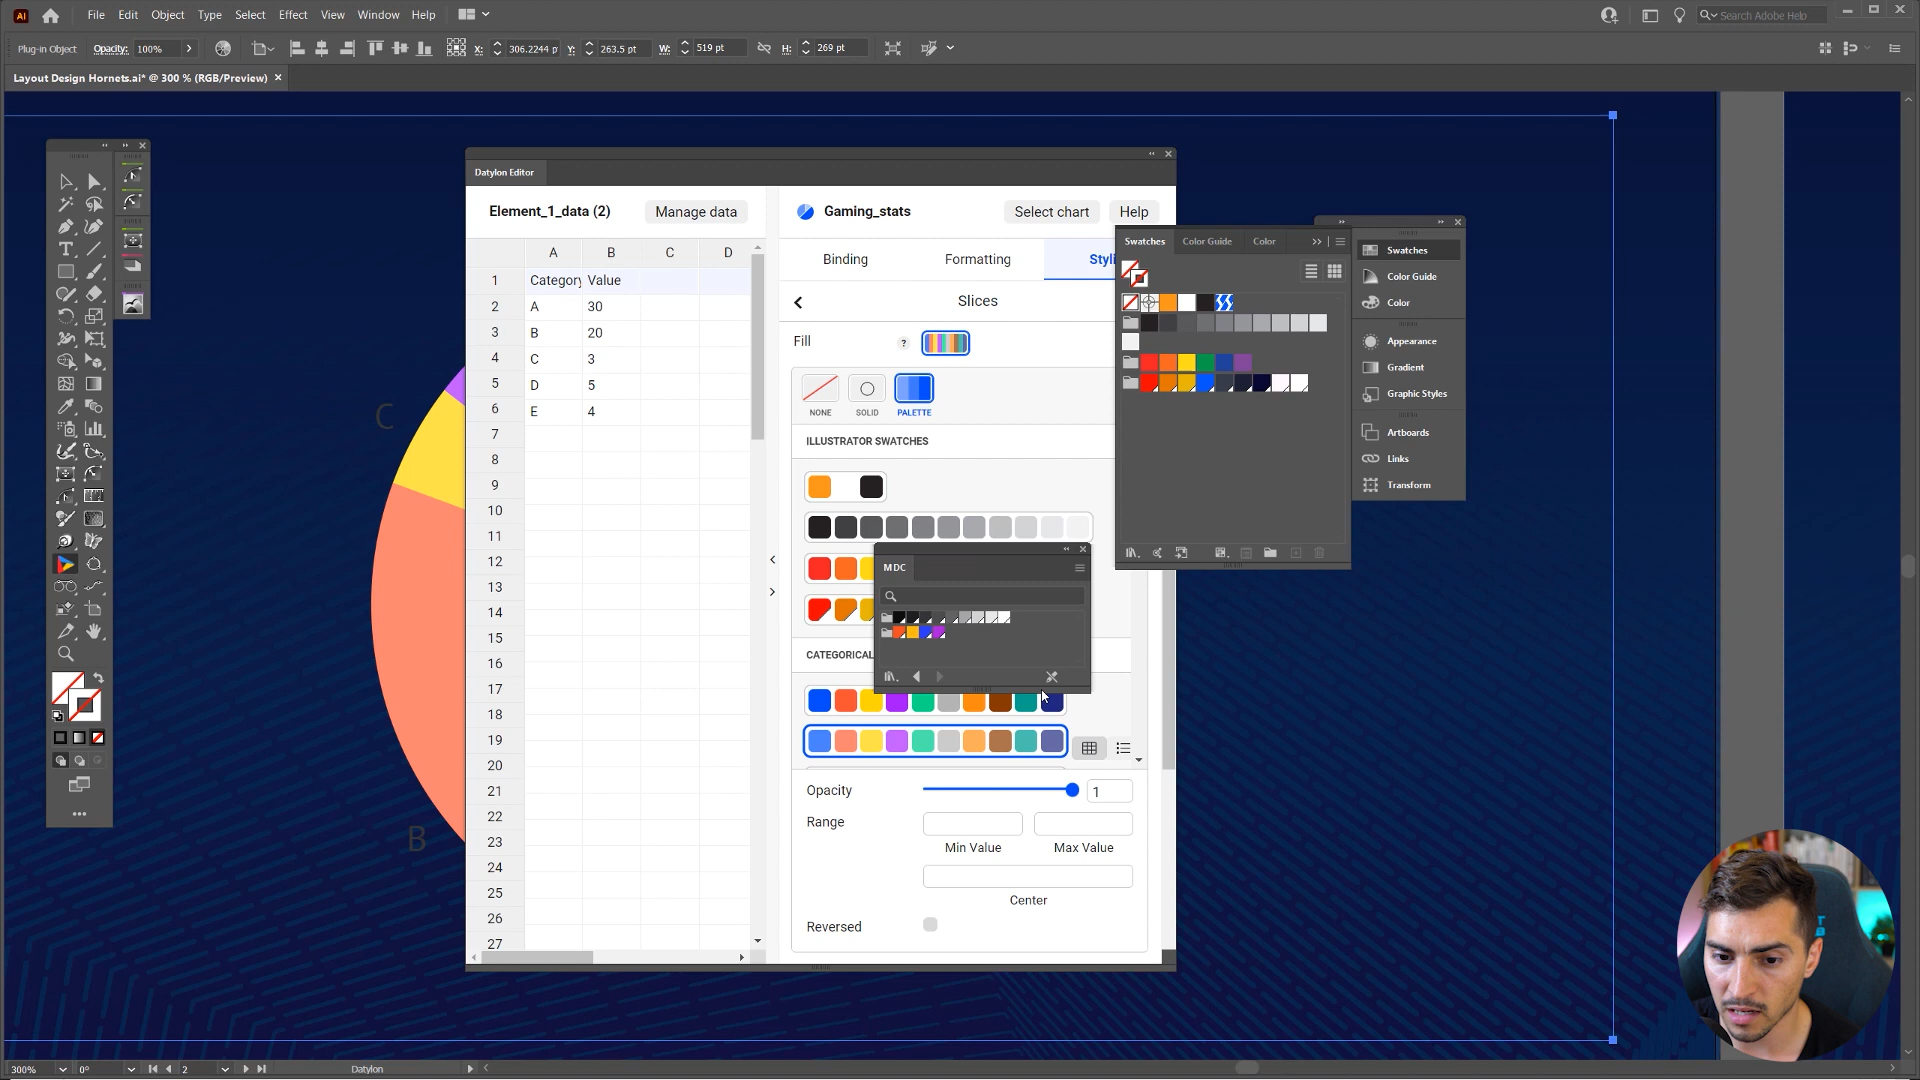 Ai File Edit Object Type Select Effect View Window Help Search Adobe Help
Plug-in Object Opacity: 100% X: 306.2244 p Y: 263.5 pt W: 519 pt H: 269 pt
Layout Design Hornets.ai* @ 300 % (RGB/Preview)
Datylon Editor
Element_1_data (2) Manage data Gaming_stats Select chart Help
A B C D
Binding Formatting Styli
1 Category Value
2 A 30
3 B 20
4 C 3
5 D 5
6 E 4
7
8
9
10
11
12
13
14
15
16
17
18
19
20
21
22
23
24
25
26
27
Slices
Fill ?
NONE SOLID PALETTE
ILLUSTRATOR SWATCHES
CATEGORICAL
Opacity 1
Range
Min Value Max Value
Center
Reversed
MDC
Swatches Color Guide Color
Swatches
Color Guide
Color
Appearance
Gradient
Graphic Styles
Artboards
Links
Transform
C
B
300% 0° 2 Datylon